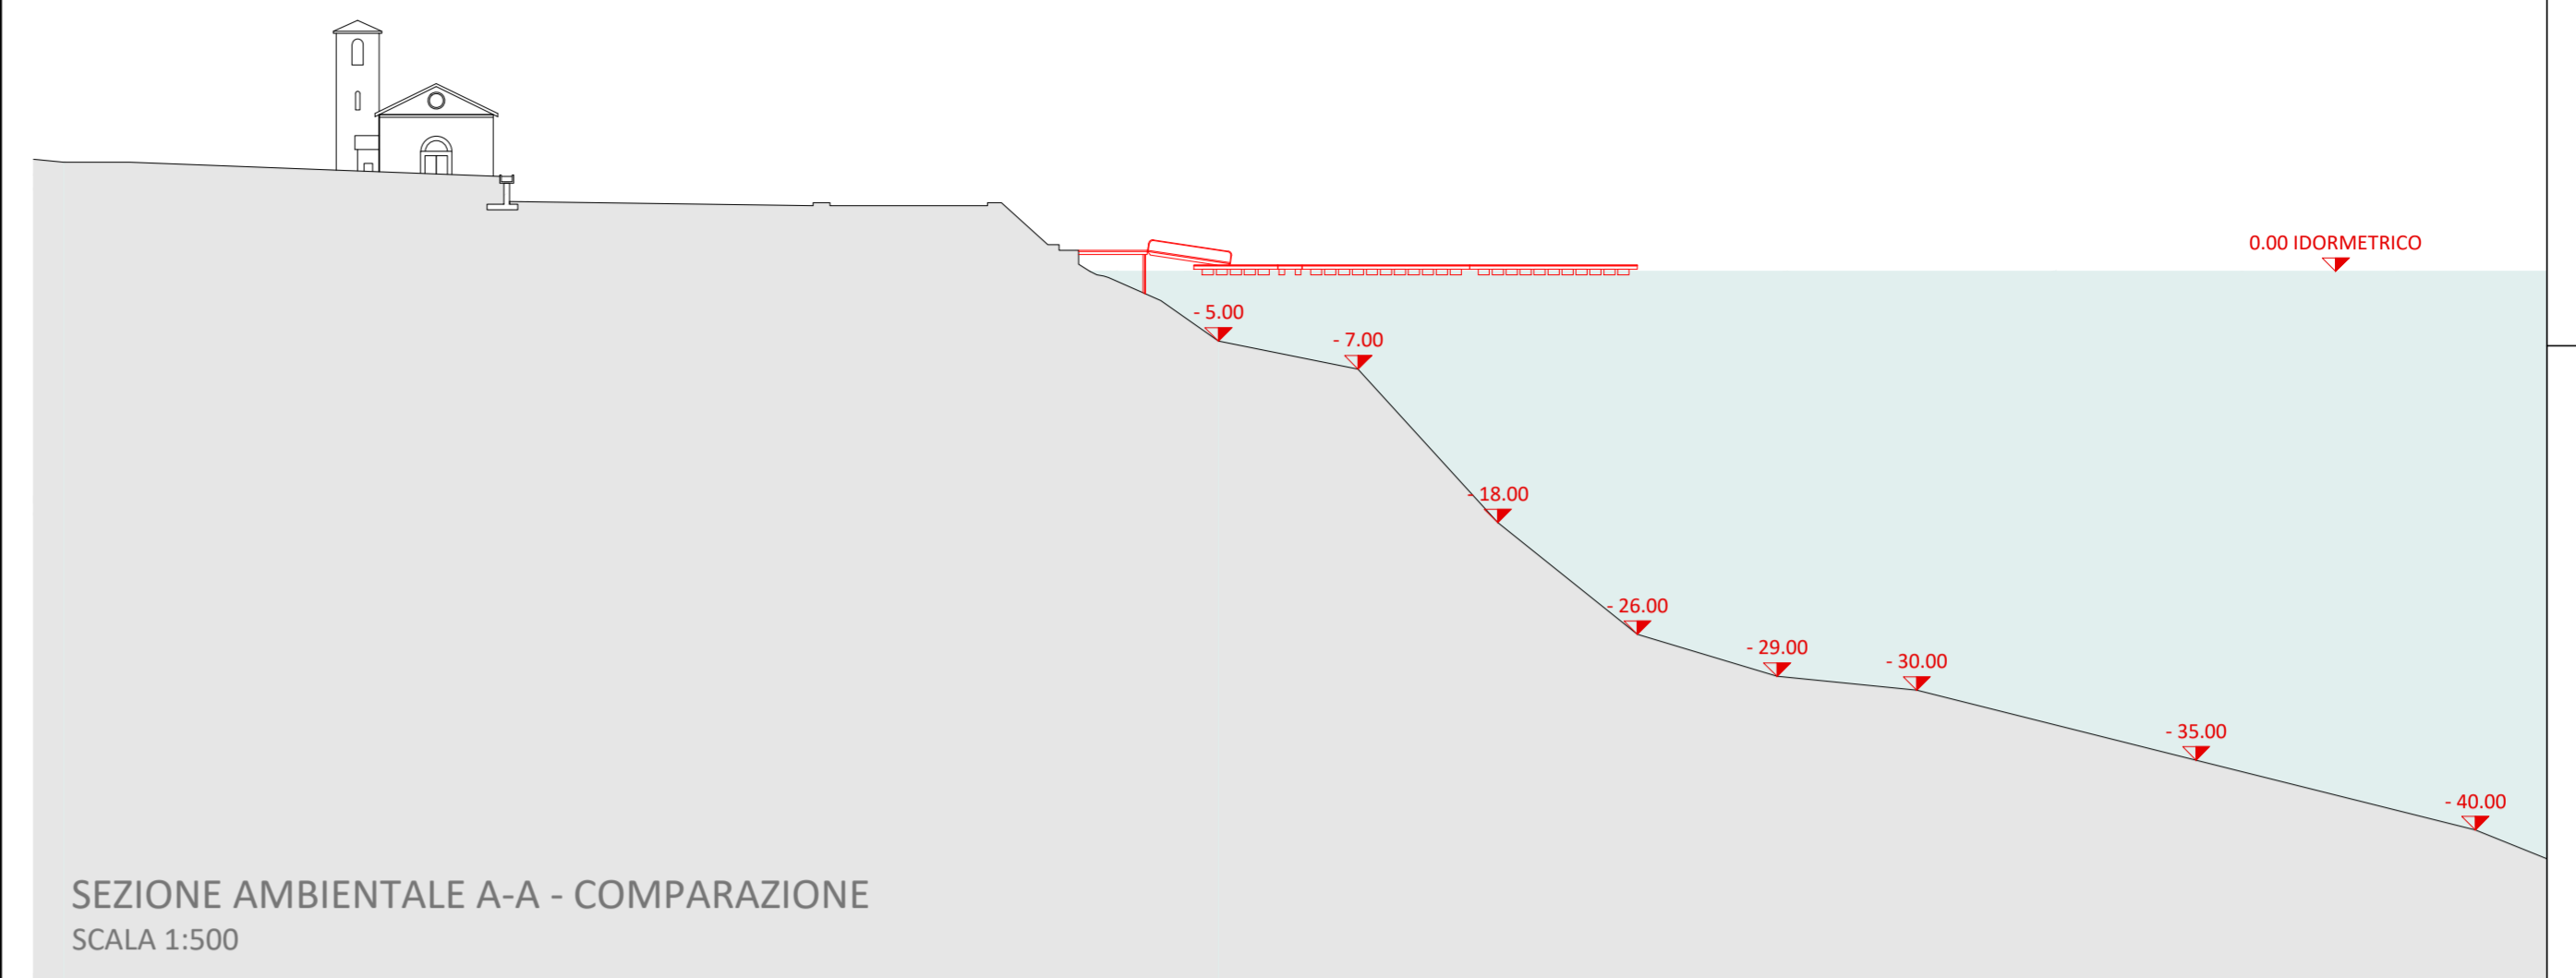 0.00 IDORMETRICO
- 5.00
- 7.00
- 18.00
- 26.00
- 29.00
- 30.00
- 35.00
- 40.00
SEZIONE AMBIENTALE A-A - COMPARAZIONE
SCALA 1:500